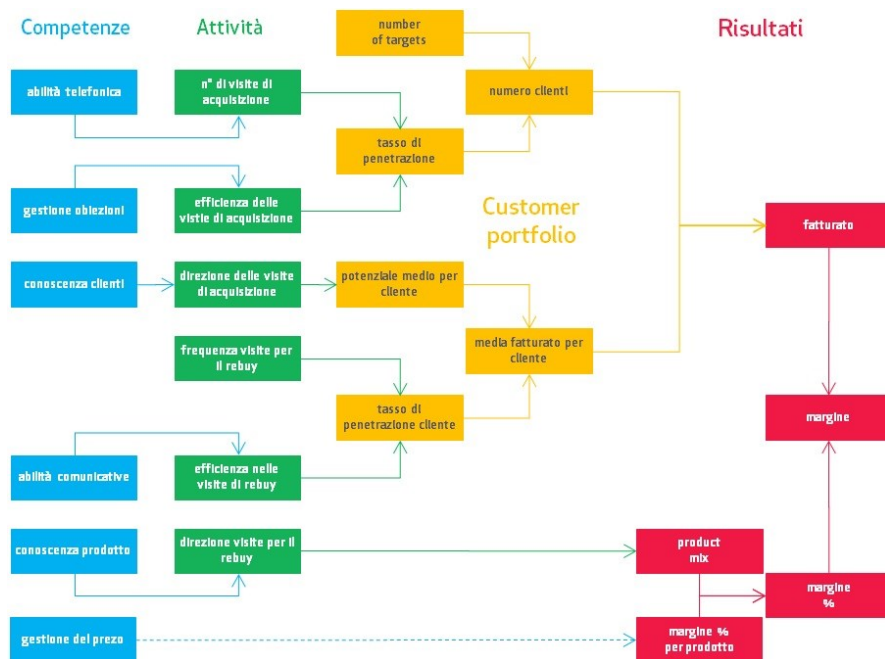 Competenze
Attività
number
of targets
Risultati
abilità telefonica
n° di visite di
acquisizione
numero clienti
tasso di
penetrazione
gestione obiezioni
efficienza delle
vistie di acquisizione
Customer
portfolio
fatturato
conoscenza clienti
direzione delle visite
di acquisizione
potenziale medio per
cliente
frequenza visite per
il rebuy
media fatturato per
cliente
tasso di
penetrazione cliente
margine
abilità comunicative
efficienza nelle
visite di rebuy
conoscenza prodotto
direzione visite per il
rebuy
product
mix
margine
%
gestione del prezo
margine %
per prodotto